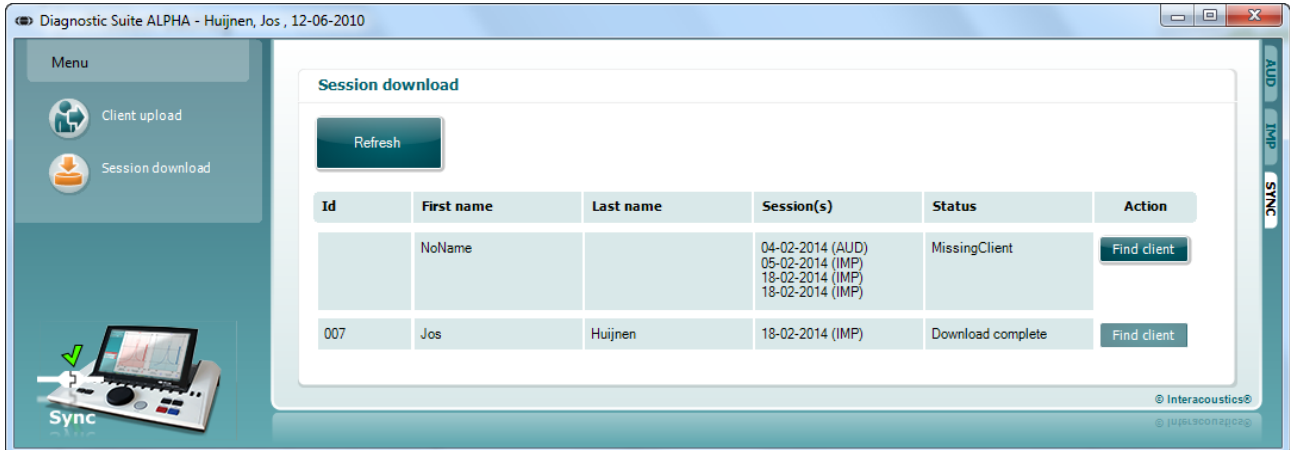 Diagnostic Suite ALPHA - Huijnen, Jos , 12-06-2010
Menu
Client upload
Session download
Sync
Session download
Refresh
Id First name Last name Session(s) Status Action
NoName 04-02-2014 (AUD) MissingClient Find client
05-02-2014 (IMP)
18-02-2014 (IMP)
18-02-2014 (IMP)
007 Jos Huijnen 18-02-2014 (IMP) Download complete Find client
© Interacoustics®
AUD
IMP
SYNC